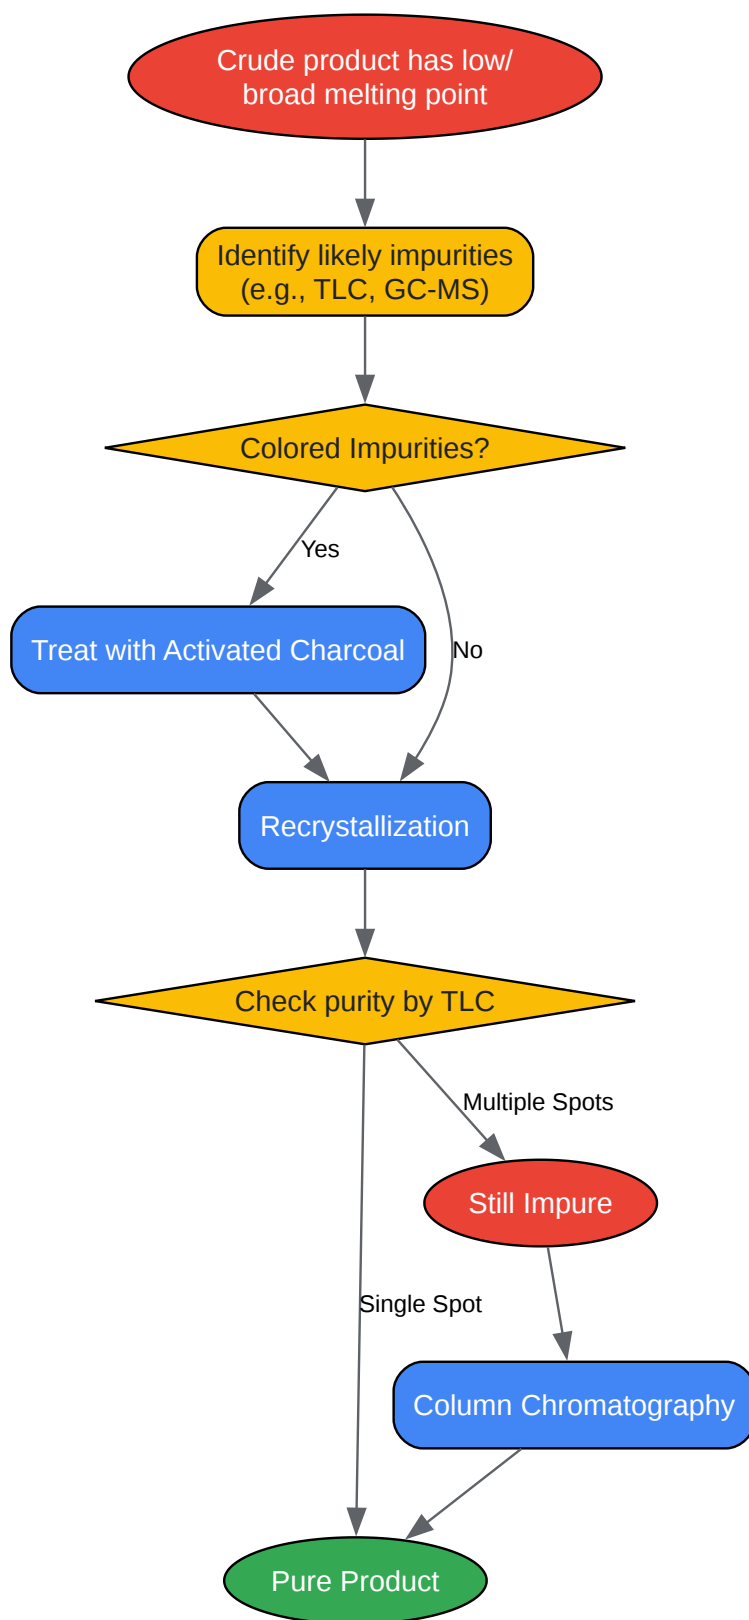 Crude product has low/
broad melting point
Identify likely impurities
(e.g., TLC, GC-MS)
Colored Impurities?
Yes
Treat with Activated Charcoal
No
Recrystallization
Check purity by TLC
Multiple Spots
Still Impure
Single Spot
Column Chromatography
Pure Product